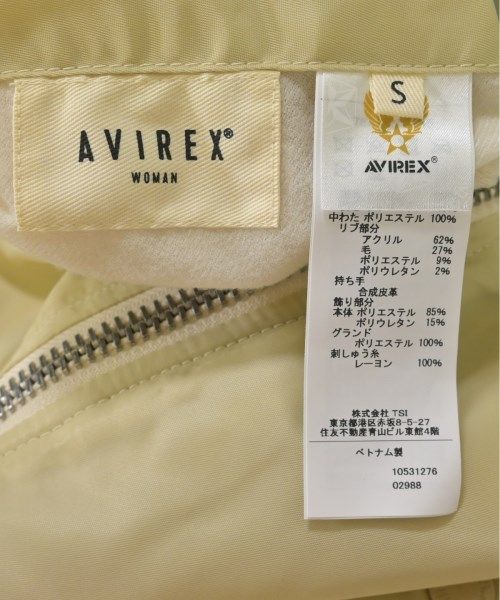 AVIREX®
WOMAN
S
AVIREX®
中わた ポリエステル 100%
リブ部分
アクリル 62%
毛 27%
ポリエステル 9%
ポリウレタン 2%
持ち手
合成皮革
飾り部分
本体 ポリエステル 85%
ポリウレタン 15%
グランド
ポリエステル 100%
刺しゅう糸
レーヨン 100%
株式会社 TSI
東京都港区赤坂8-5-27
住友不動産青山ビル東館4階
ベトナム製
10531276
02988